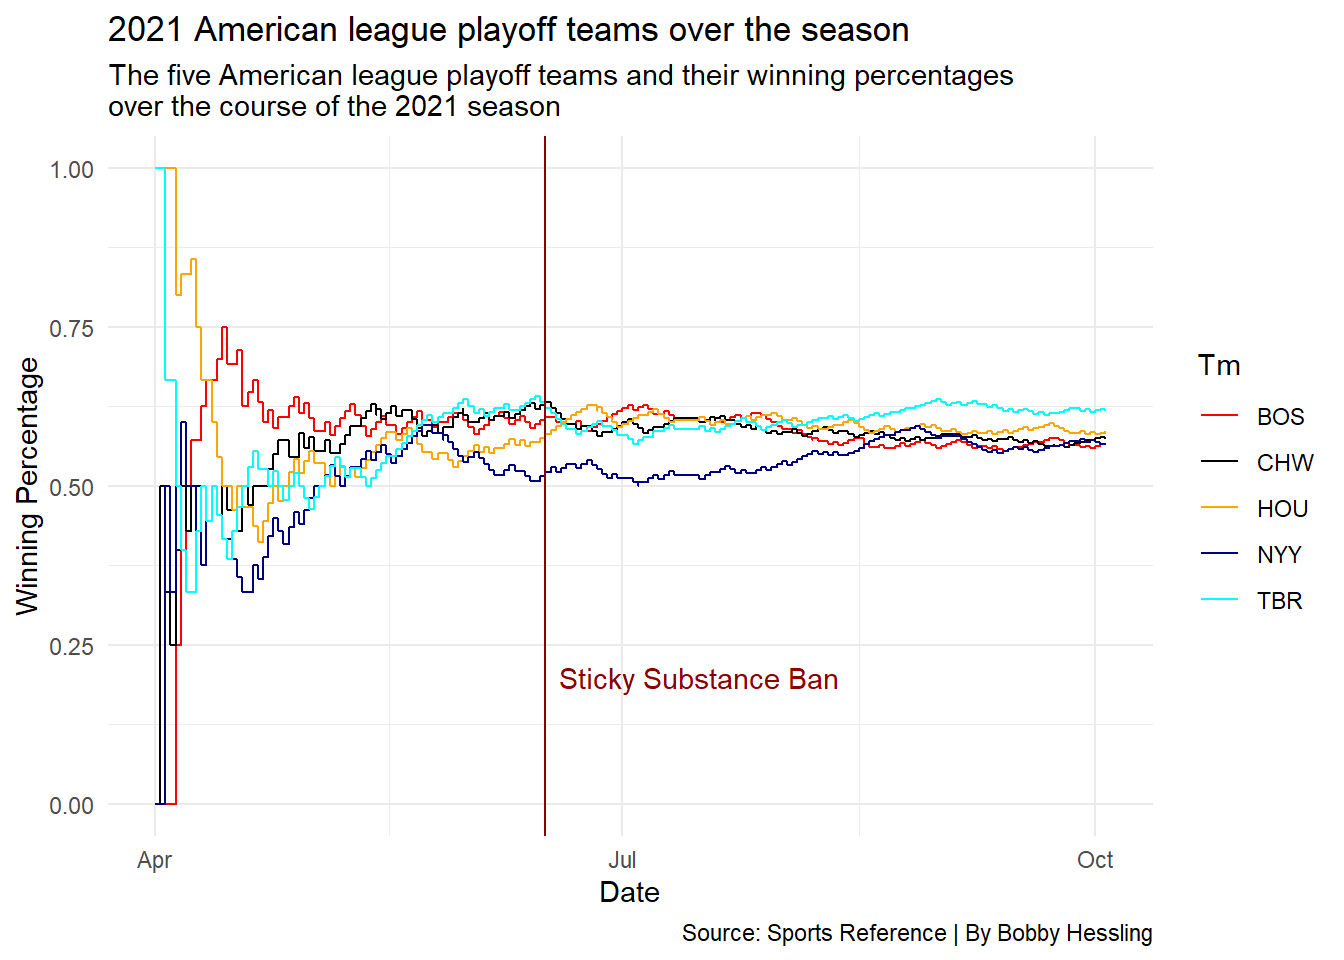 2021 American league playoff teams over the season
The five American league playoff teams and their winning percentages
over the course of the 2021 season
1.00
0.75
0.50
0.25
0.00
Winning Percentage
Sticky Substance Ban
Apr
Jul
Oct
Date
Tm
BOS
CHW
HOU
NYY
TBR
Source: Sports Reference | By Bobby Hessling